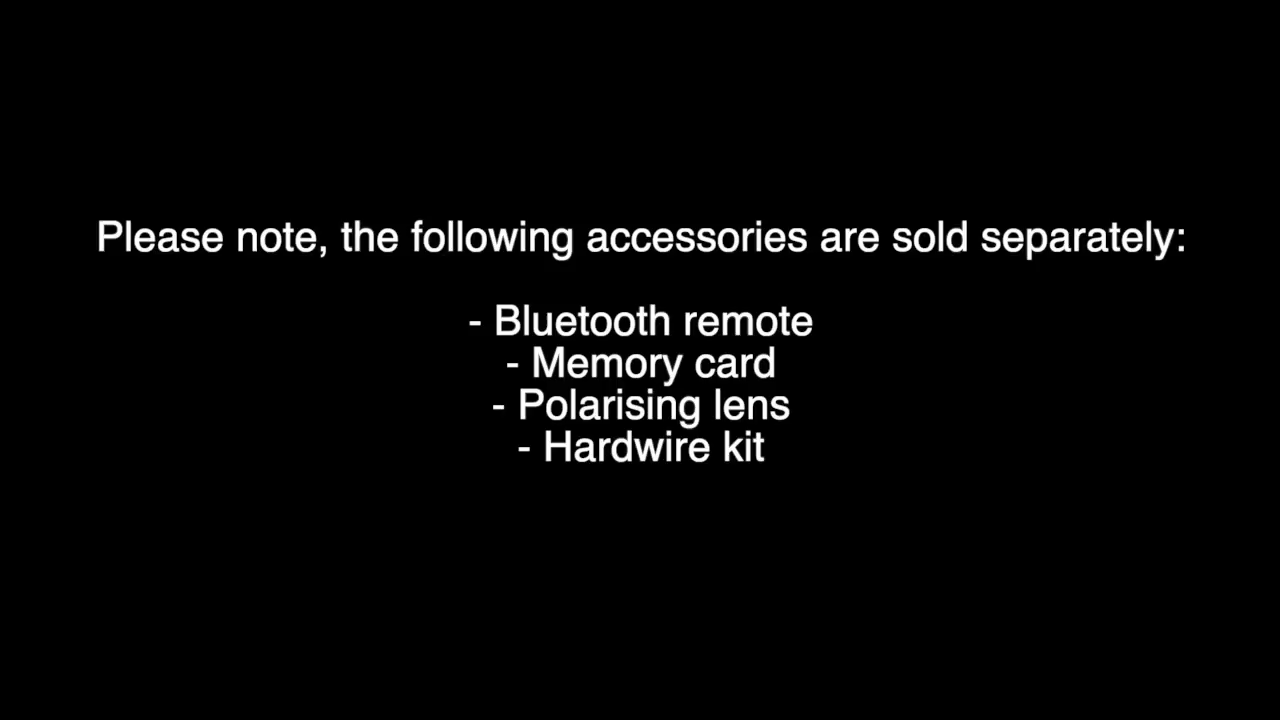 Please note, the following accessories are sold separately:
- Bluetooth remote
- Memory card
- Polarising lens
- Hardwire kit